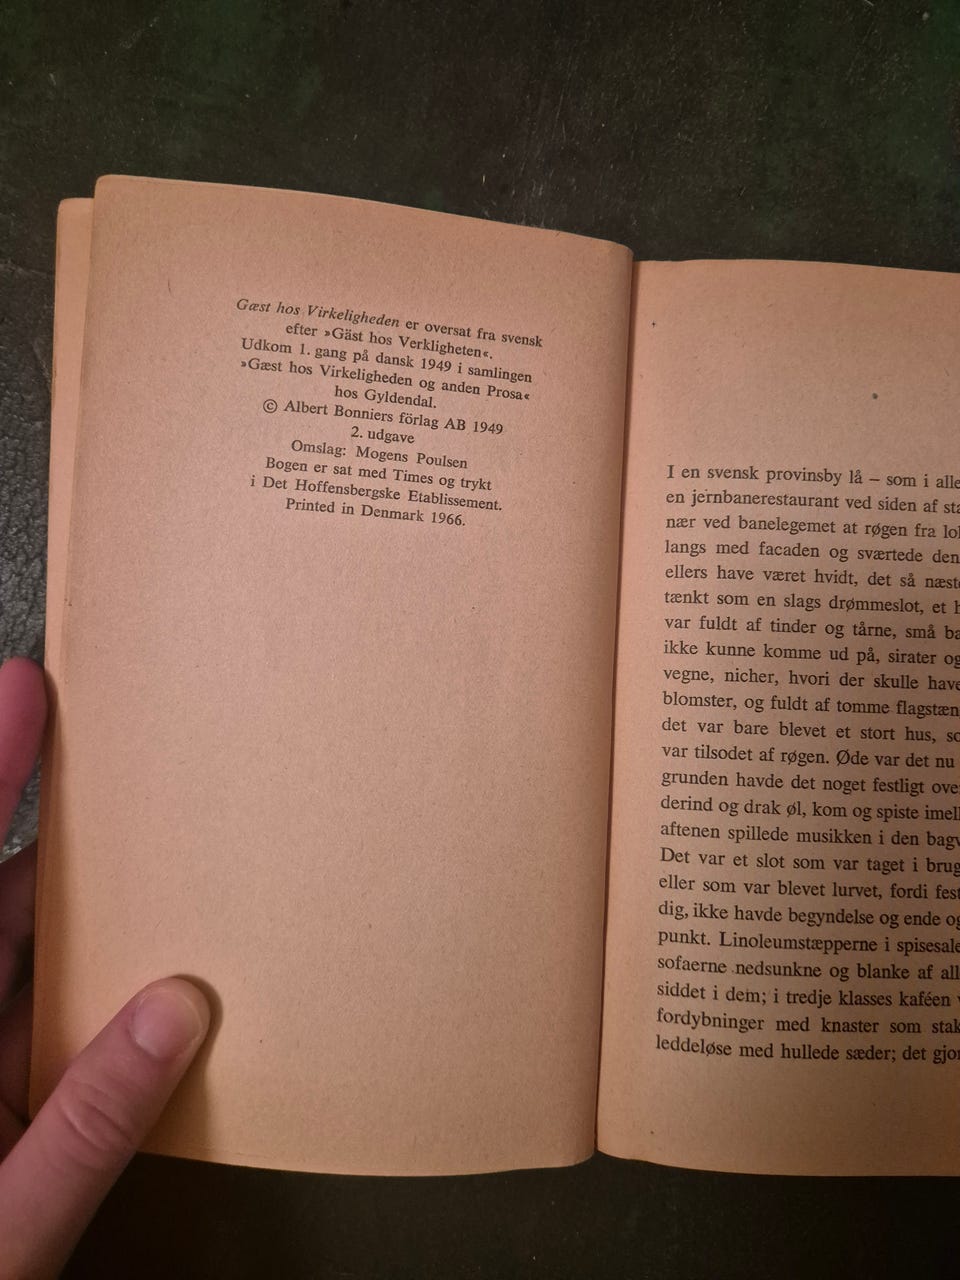 Gæst hos Virkeligheden er oversat fra svensk
efter »Gäst hos Verkligheten«.
Udkom 1. gang på dansk 1949 i samlingen
»Gæst hos Virkeligheden og anden Prosa«
hos Gyldendal.
© Albert Bonniers förlag AB 1949
2. udgave
Omslag: Mogens Poulsen
Bogen er sat med Times og trykt
i Det Hoffensbergske Etablissement.
Printed in Denmark 1966.
I en svensk provinsby lå – som i alle
en jernbanerestaurant ved siden af
nær ved banelegemet at røgen fra
langs med facaden og sværtede den
ellers have været hvidt, det så
tænkt som en slags drømmeslot, et
var fuldt af tinder og tårne, små
ikke kunne komme ud på, sirater og
vegne, nicher, hvori der skulle have
blomster, og fuldt af tomme
det var bare blevet et stort hus,
var tilsodet af røgen. Øde var det nu
grunden havde det noget festligt
derind og drak øl, kom og spiste
aftenen spillede musikken i den
Det var et slot som var taget i
eller som var blevet lurvet, fordi
dig, ikke havde begyndelse og ende
punkt. Linoleumstæpperne i
sofaerne nedsunkne og blanke af
siddet i dem; i tredje klasses kaféen
fordybninger med knaster som
leddeløse med hullede sæder; det